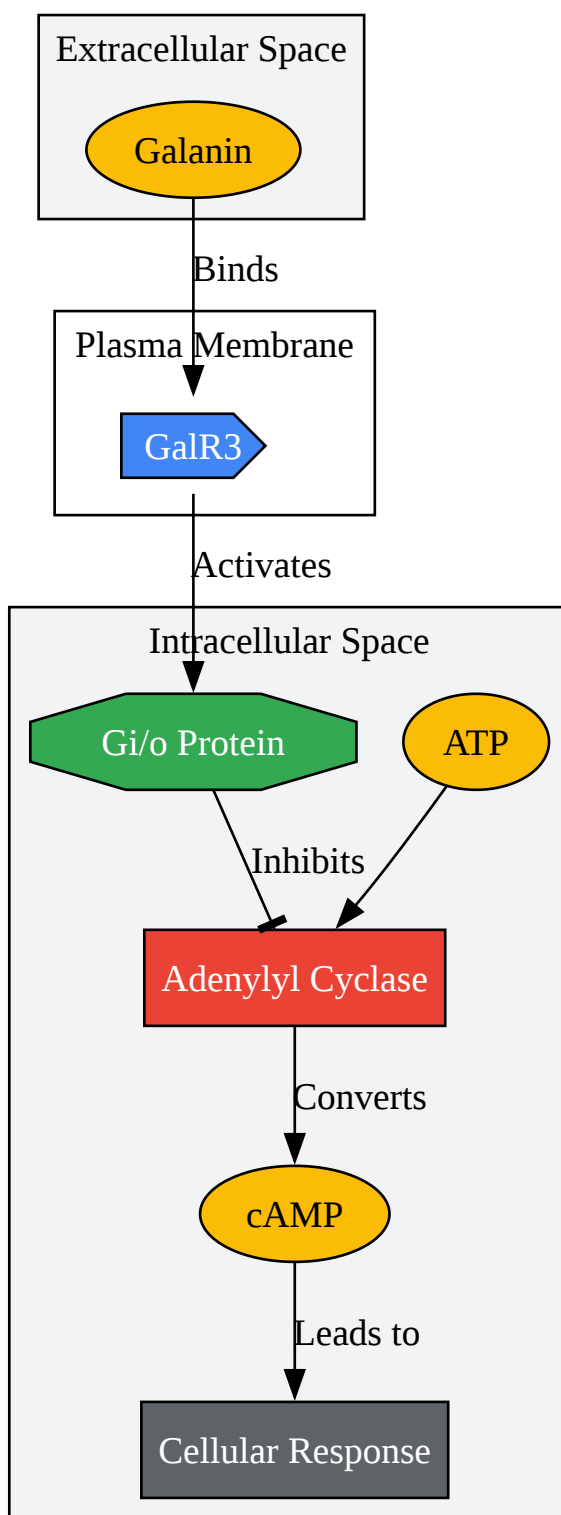 Extracellular Space
Galanin
Binds
Plasma Membrane
GalR3
Activates
Intracellular Space
Gi/o Protein
ATP
Inhibits
Adenylyl Cyclase
Converts
cAMP
Leads to
Cellular Response